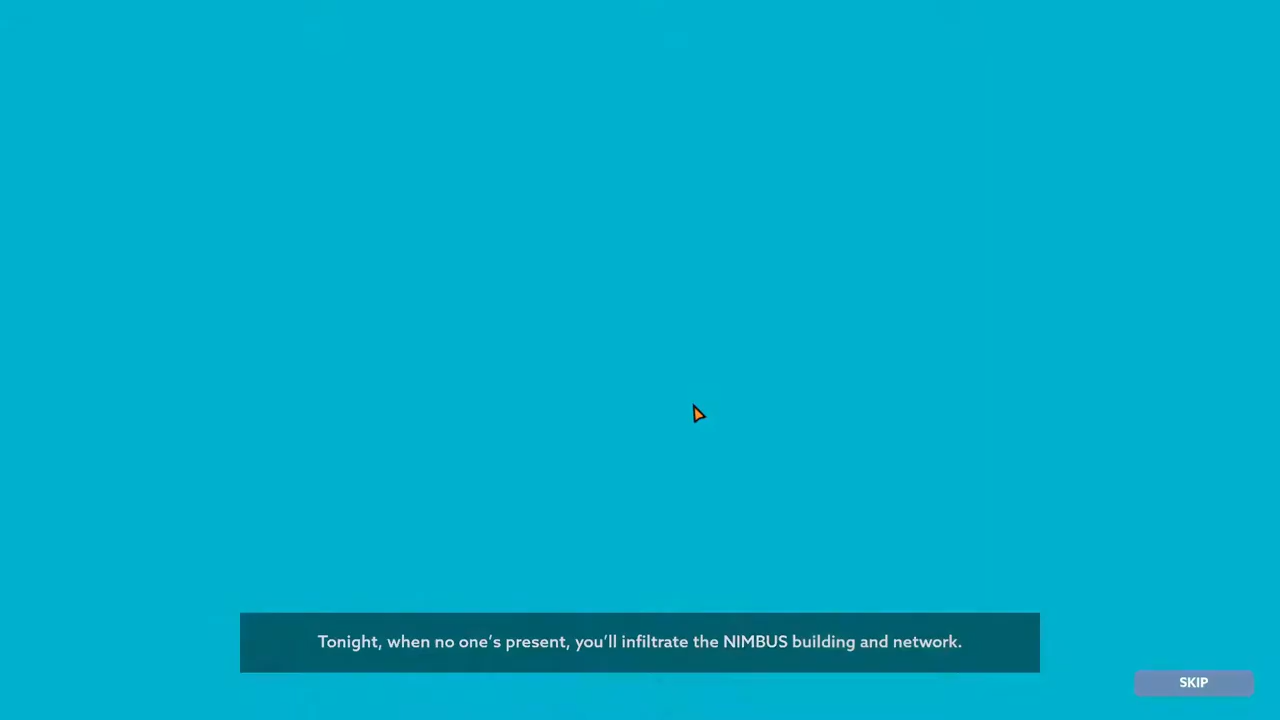 Tonight, when no one’s present, you’ll infiltrate the NIMBUS building and network.
SKIP